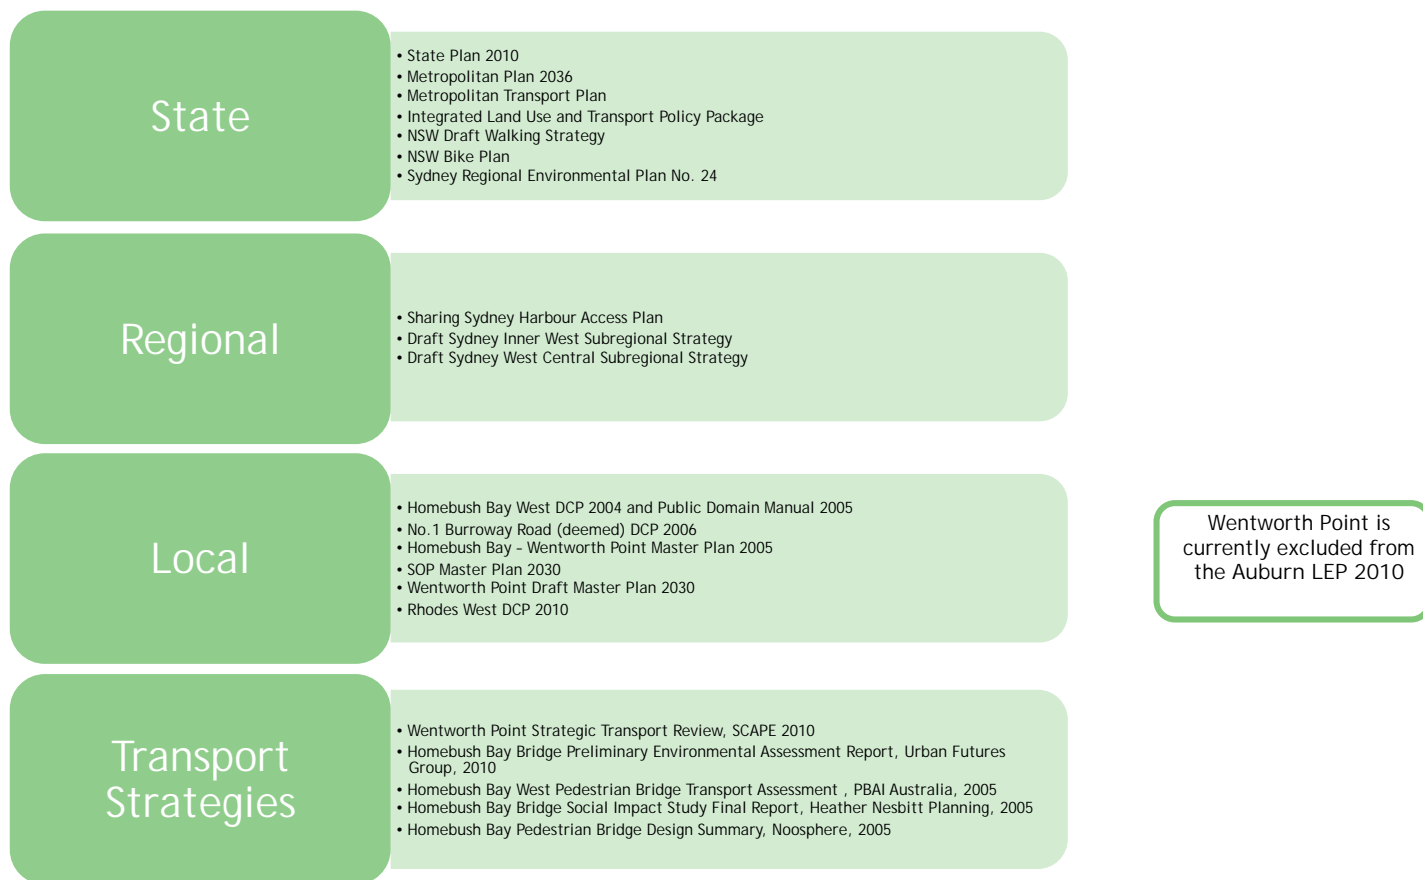 State
• State Plan 2010
• Metropolitan Plan 2036
• Metropolitan Transport Plan
• Integrated Land Use and Transport Policy Package
• NSW Draft Walking Strategy
• NSW Bike Plan
• Sydney Regional Environmental Plan No. 24
Regional
• Sharing Sydney Harbour Access Plan
• Draft Sydney Inner West Subregional Strategy
• Draft Sydney West Central Subregional Strategy
Local
• Homebush Bay West DCP 2004 and Public Domain Manual 2005
• No.1 Burroway Road (deemed) DCP 2006
• Homebush Bay – Wentworth Point Master Plan 2005
• SOP Master Plan 2030
• Wentworth Point Draft Master Plan 2030
• Rhodes West DCP 2010
Wentworth Point is
currently excluded from
the Auburn LEP 2010
Transport
Strategies
• Wentworth Point Strategic Transport Review, SCAPE 2010
• Homebush Bay Bridge Preliminary Environmental Assessment Report, Urban Futures
Group, 2010
• Homebush Bay West Pedestrian Bridge Transport Assessment , PBAI Australia, 2005
• Homebush Bay Bridge Social Impact Study Final Report, Heather Nesbitt Planning, 2005
• Homebush Bay Pedestrian Bridge Design Summary, Noosphere, 2005